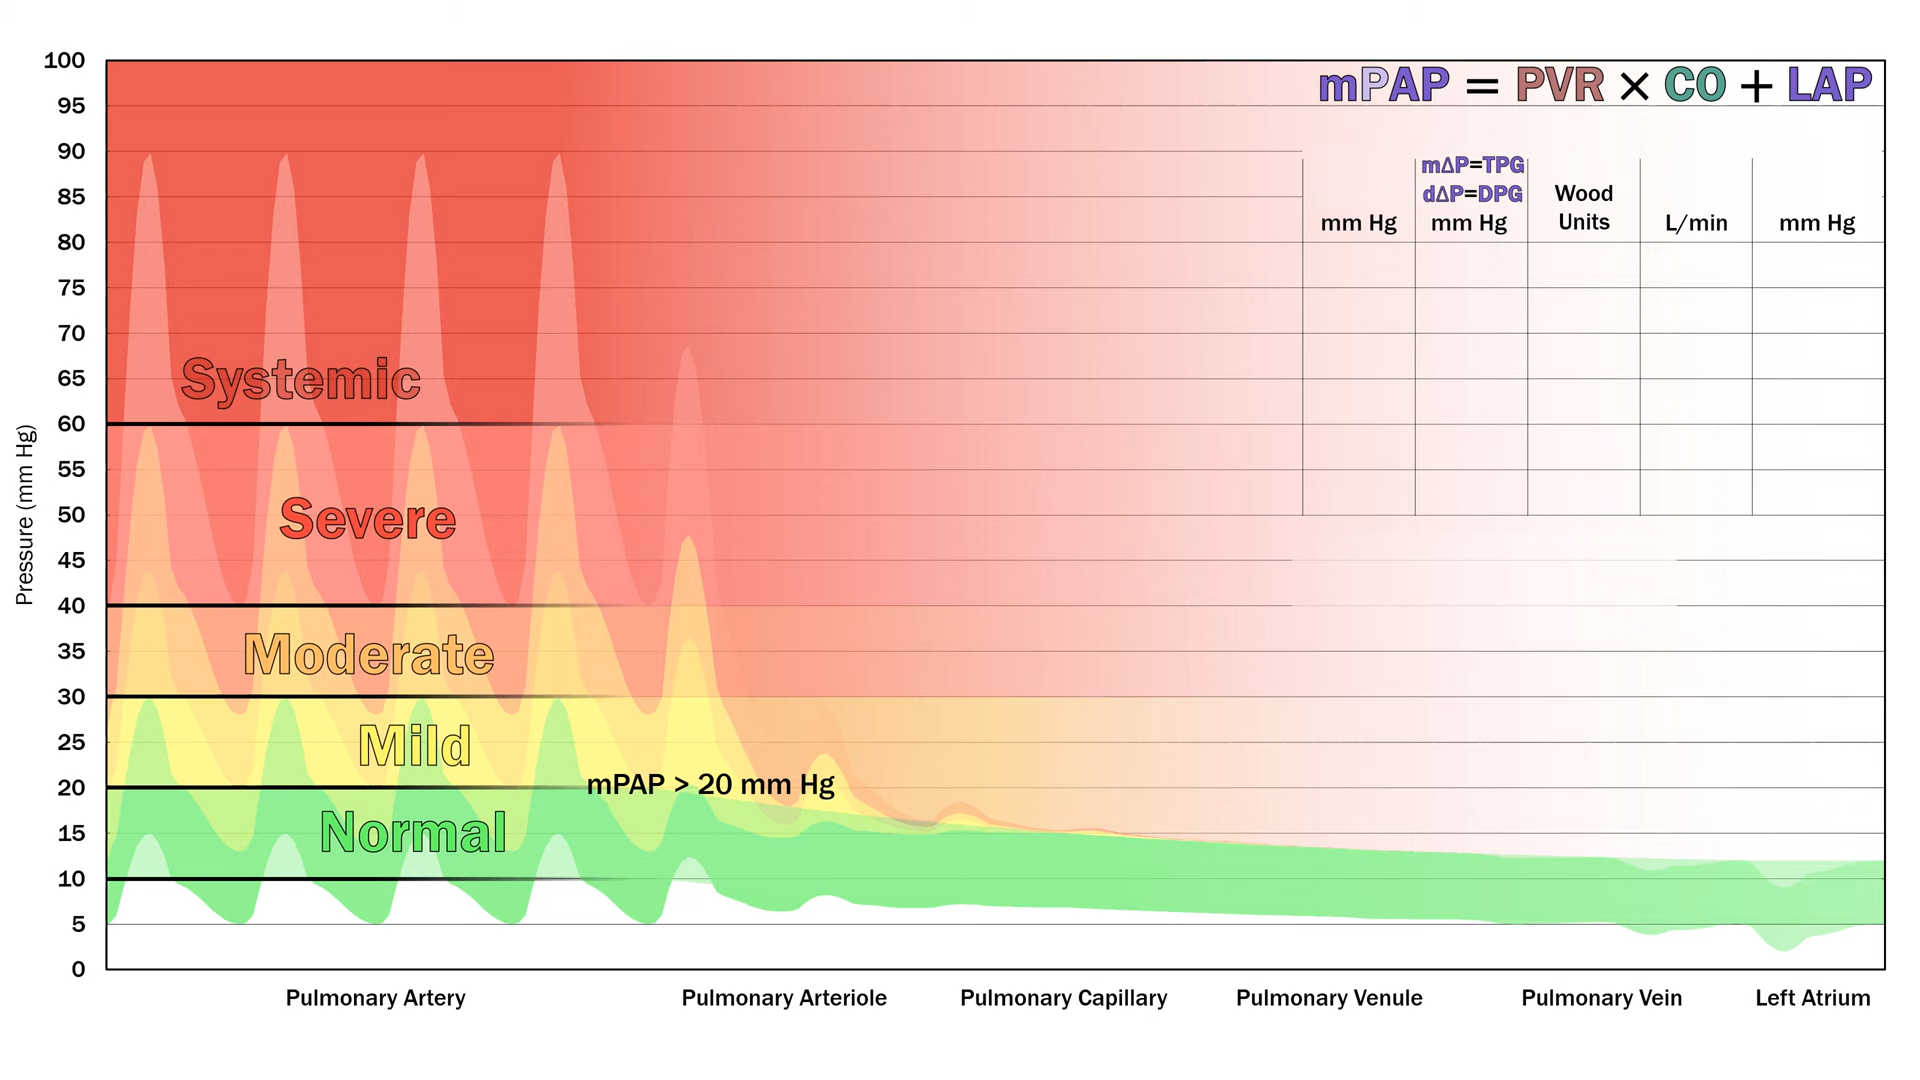 mPAP = PVR × CO + LAP
mΔP=TPG
dΔP=DPG
mm Hg
mm Hg
Wood
Units
L/min
mm Hg
Pressure (mm Hg)
100
95
90
85
80
75
70
65
60
55
50
45
40
35
30
25
20
15
10
5
0
Systemic
Severe
Moderate
Mild
mPAP > 20 mm Hg
Normal
Pulmonary Artery
Pulmonary Arteriole
Pulmonary Capillary
Pulmonary Venule
Pulmonary Vein
Left Atrium